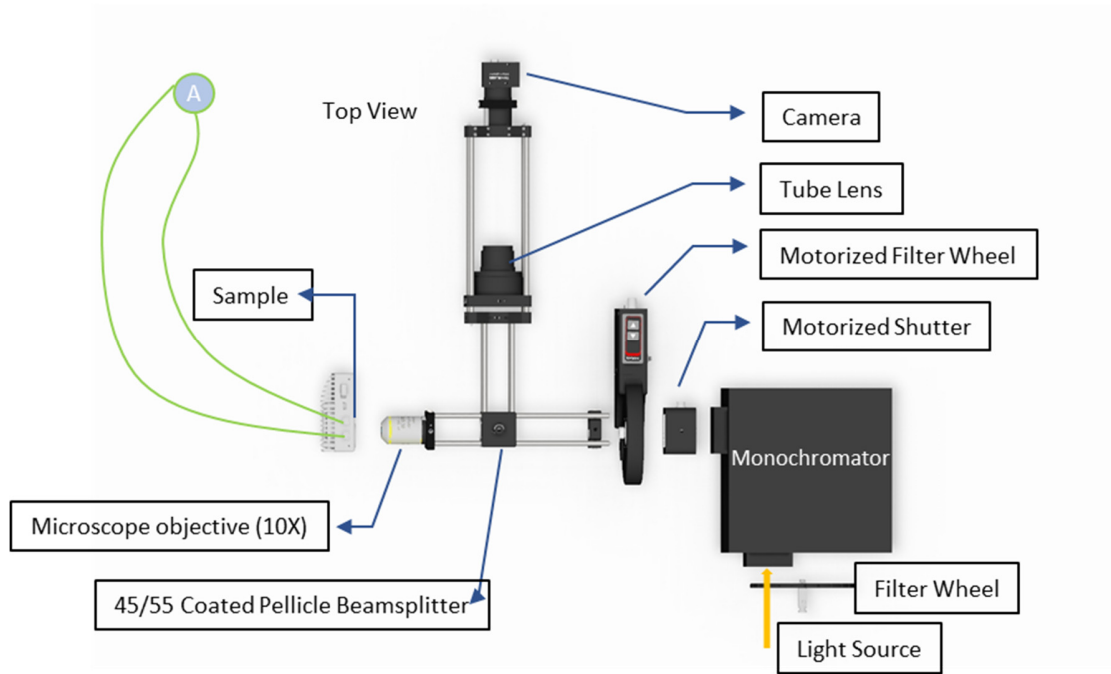 A
Top View
Camera
Tube Lens
Motorized Filter Wheel
Sample
Motorized Shutter
Monochromator
Microscope objective (10X)
45/55 Coated Pellicle Beamsplitter
Filter Wheel
Light Source